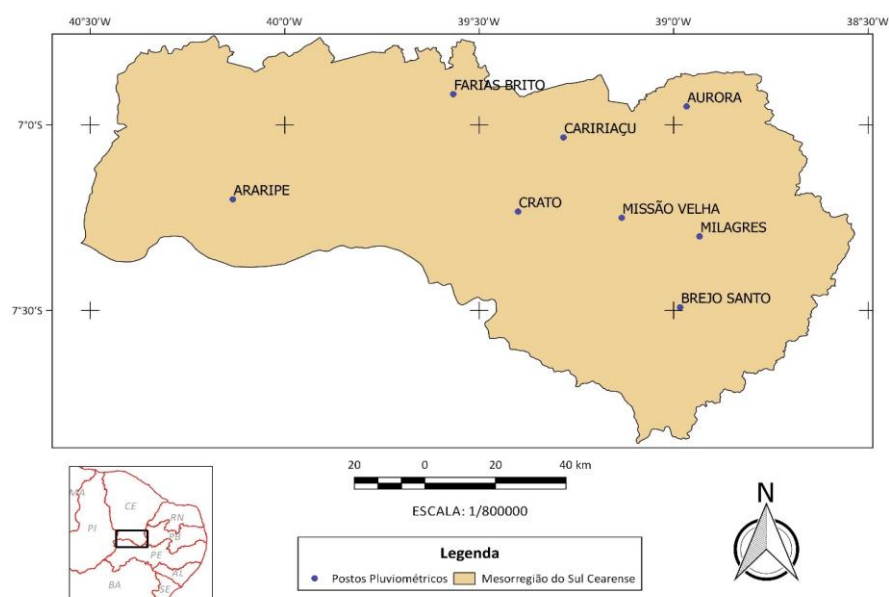 40°30'W 40°0'W 39°30'W 39°0'W 38°30'W
FARIAS BRITO
AURORA
7°0'S
CARIRIAÇU
ARARIPE
CRATO
MISSÃO VELHA
MILAGRES
BREJO SANTO
7°30'S
20 0 20 40 km
ESCALA: 1/800000
MA
CE
RN
PI
PB
PE
AL
BA
SE
N
Legenda
Postos Pluviométricos Mesorregião do Sul Cearense